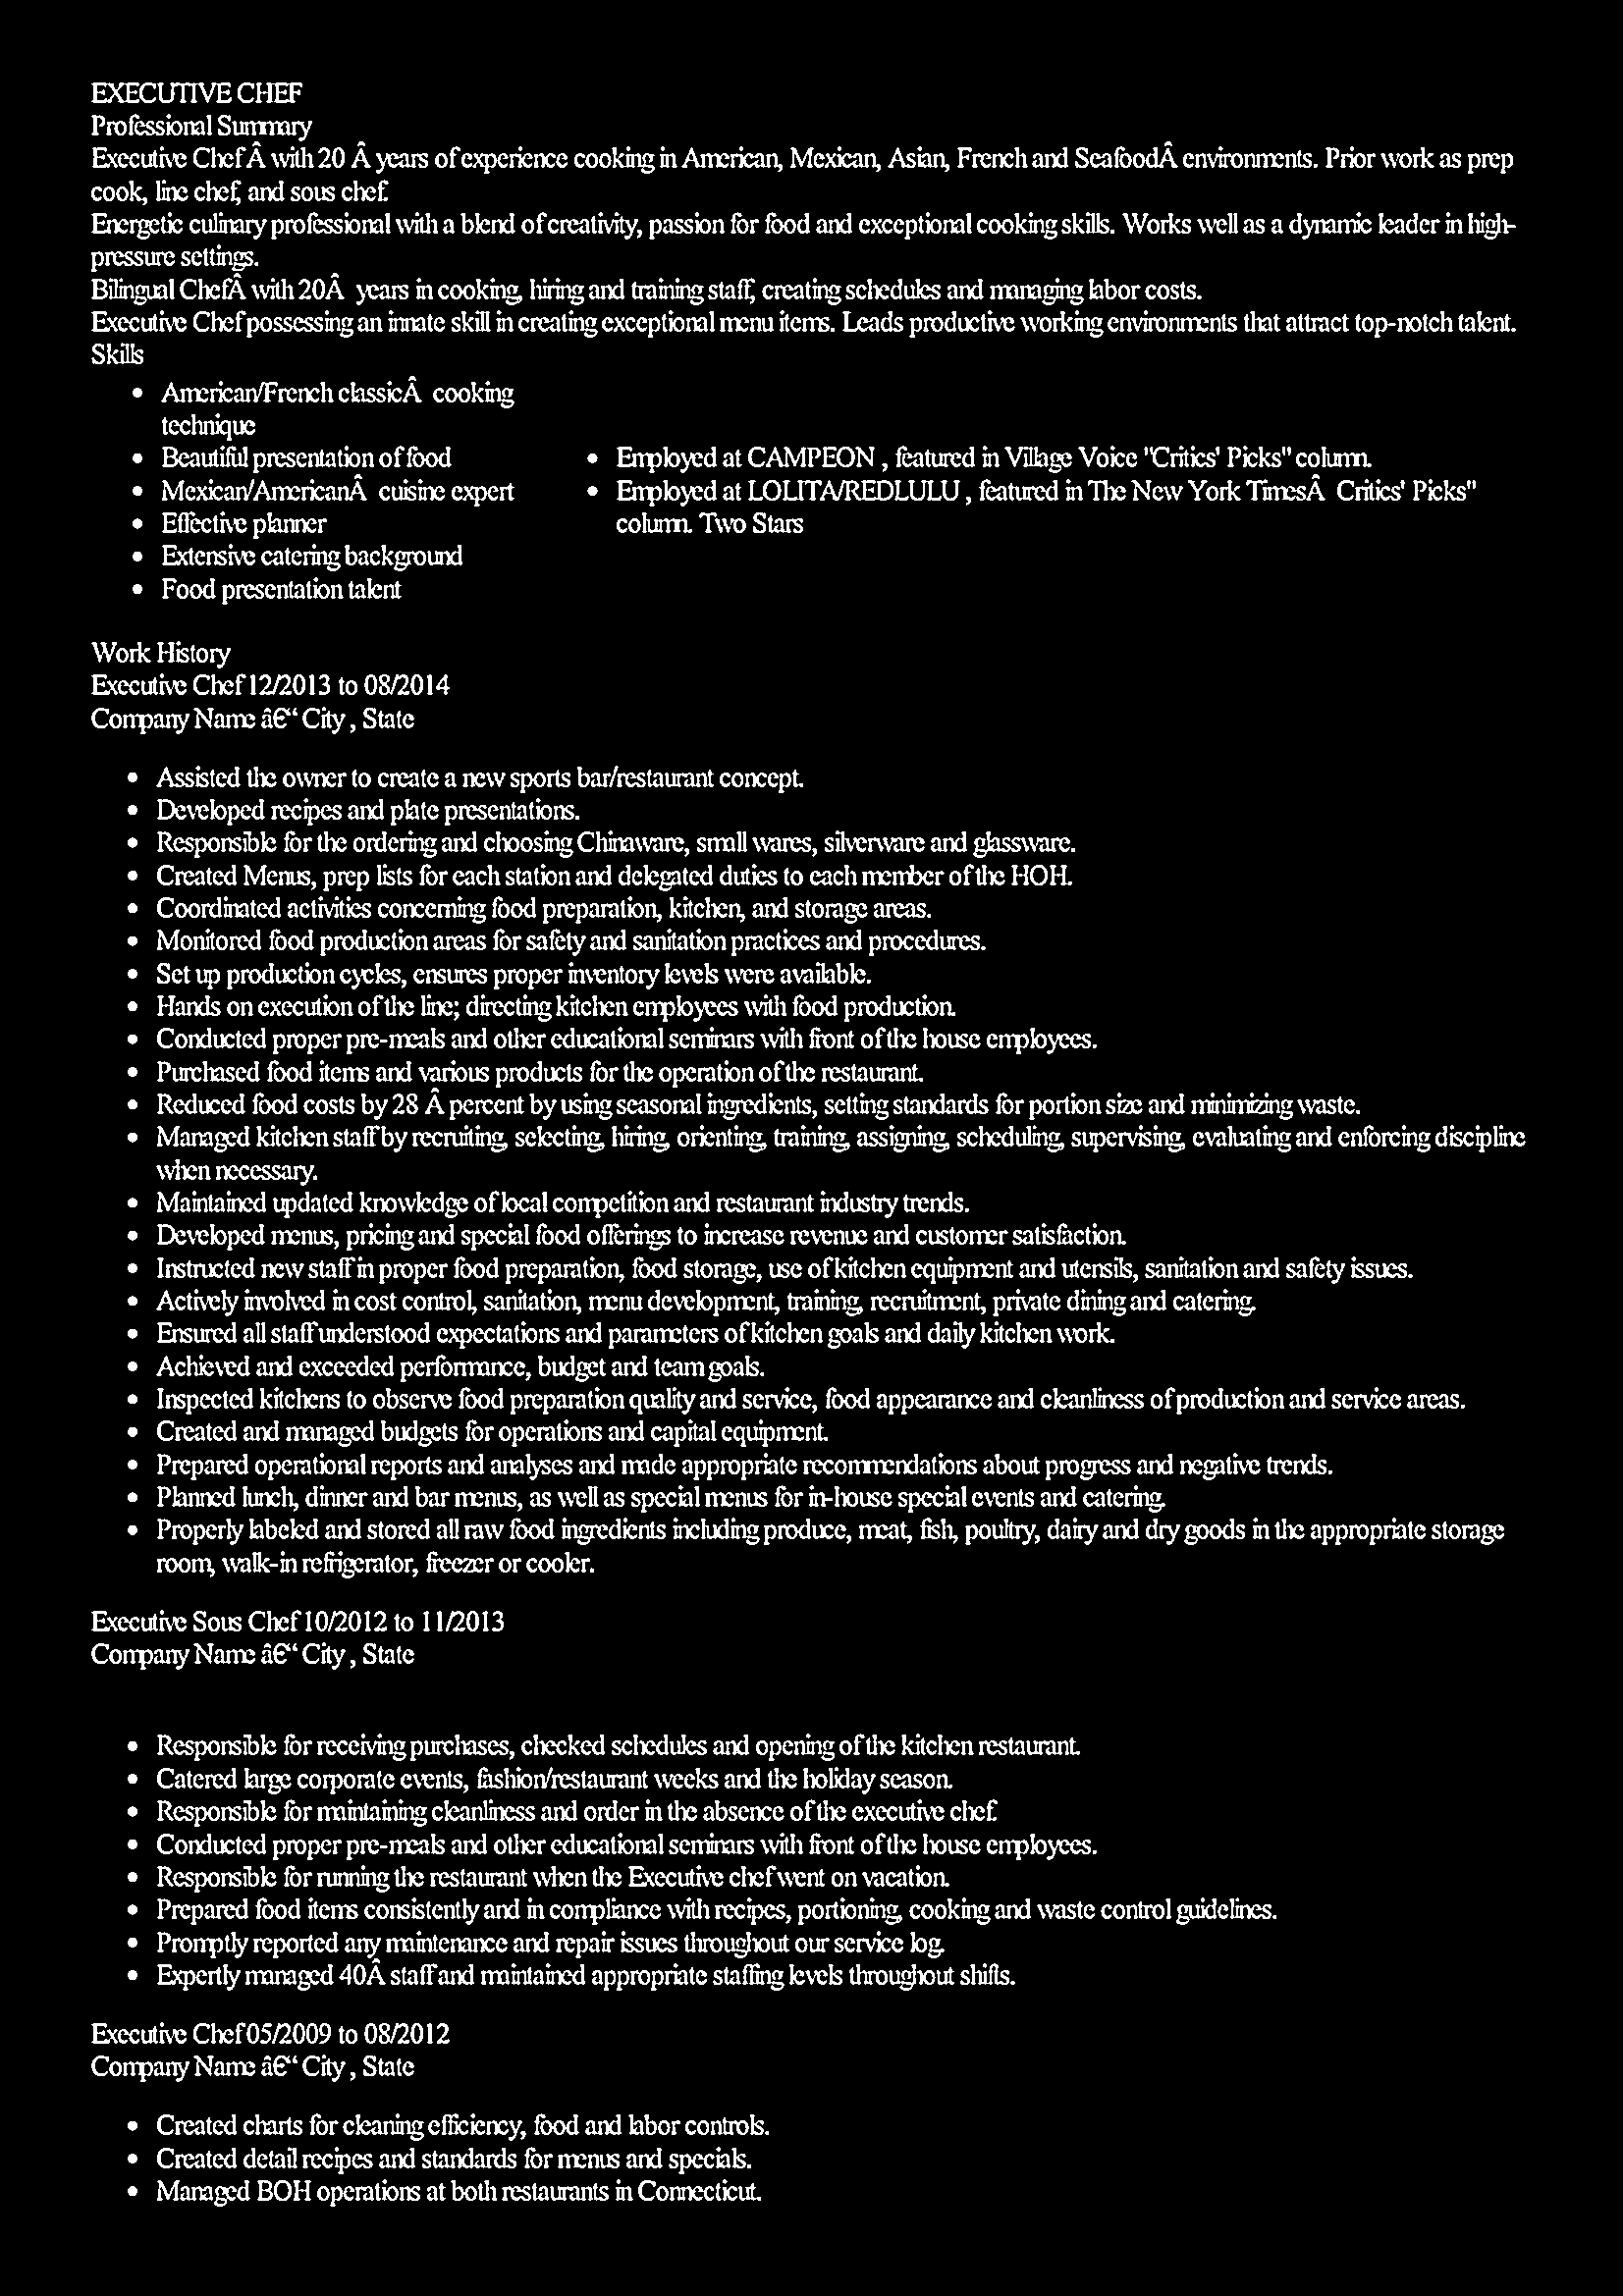 EXECUTIVE CHEF
Professional Summary
Executive Chef Â with 20 Â years of experience cooking in American, Mexican, Asian, French and SeafoodÂ environments. Prior work as prep
cook, line chef, and sous chef.
Energetic culinary professional with a blend of creativity, passion for food and exceptional cooking skills. Works well as a dynamic leader in high-
pressure settings.
Bilingual ChefÂ with 20Â  years in cooking, hiring and training staff, creating schedules and managing labor costs.
Executive Chef possessing an innate skill in creating exceptional menu items. Leads productive working environments that attract top-notch talent.
Skills
• American/French classicÂ  cooking
technique
• Beautiful presentation of food
• Mexican/AmericanÂ  cuisine expert
• Effective planner
• Extensive catering background
• Food presentation talent
• Employed at CAMPEON , featured in Village Voice "Critics' Picks" column.
• Employed at LOLITA/REDLULU , featured in The New York TimesÂ  Critics' Picks"
column. Two Stars
Work History
Executive Chef 12/2013 to 08/2014
Company Name â€“ City , State
• Assisted the owner to create a new sports bar/restaurant concept.
• Developed recipes and plate presentations.
• Responsible for the ordering and choosing Chinaware, small wares, silverware and glassware.
• Created Menus, prep lists for each station and delegated duties to each member of the HOH.
• Coordinated activities concerning food preparation, kitchen, and storage areas.
• Monitored food production areas for safety and sanitation practices and procedures.
• Set up production cycles, ensures proper inventory levels were available.
• Hands on execution of the line; directing kitchen employees with food production.
• Conducted proper pre-meals and other educational seminars with front of the house employees.
• Purchased food items and various products for the operation of the restaurant.
• Reduced food costs by 28 Â percent by using seasonal ingredients, setting standards for portion size and minimizing waste.
• Managed kitchen staff by recruiting, selecting, hiring, orienting, training, assigning, scheduling, supervising, evaluating and enforcing discipline
when necessary.
• Maintained updated knowledge of local competition and restaurant industry trends.
• Developed menus, pricing and special food offerings to increase revenue and customer satisfaction.
• Instructed new staff in proper food preparation, food storage, use of kitchen equipment and utensils, sanitation and safety issues.
• Actively involved in cost control, sanitation, menu development, training, recruitment, private dining and catering.
• Ensured all staff understood expectations and parameters of kitchen goals and daily kitchen work.
• Achieved and exceeded performance, budget and team goals.
• Inspected kitchens to observe food preparation quality and service, food appearance and cleanliness of production and service areas.
• Created and managed budgets for operations and capital equipment.
• Prepared operational reports and analyses and made appropriate recommendations about progress and negative trends.
• Planned lunch, dinner and bar menus, as well as special menus for in-house special events and catering.
• Properly labeled and stored all raw food ingredients including produce, meat, fish, poultry, dairy and dry goods in the appropriate storage
room, walk-in refrigerator, freezer or cooler.
Executive Sous Chef 10/2012 to 11/2013
Company Name â€“ City , State
• Responsible for receiving purchases, checked schedules and opening of the kitchen restaurant.
• Catered large corporate events, fashion/restaurant weeks and the holiday season.
• Responsible for maintaining cleanliness and order in the absence of the executive chef.
• Conducted proper pre-meals and other educational seminars with front of the house employees.
• Responsible for running the restaurant when the Executive chef went on vacation.
• Prepared food items consistently and in compliance with recipes, portioning, cooking and waste control guidelines.
• Promptly reported any maintenance and repair issues throughout our service log.
• Expertly managed 40Â staff and maintained appropriate staffing levels throughout shifts.
Executive Chef 05/2009 to 08/2012
Company Name â€“ City , State
• Created charts for cleaning efficiency, food and labor controls.
• Created detail recipes and standards for menus and specials.
• Managed BOH operations at both restaurants in Connecticut.